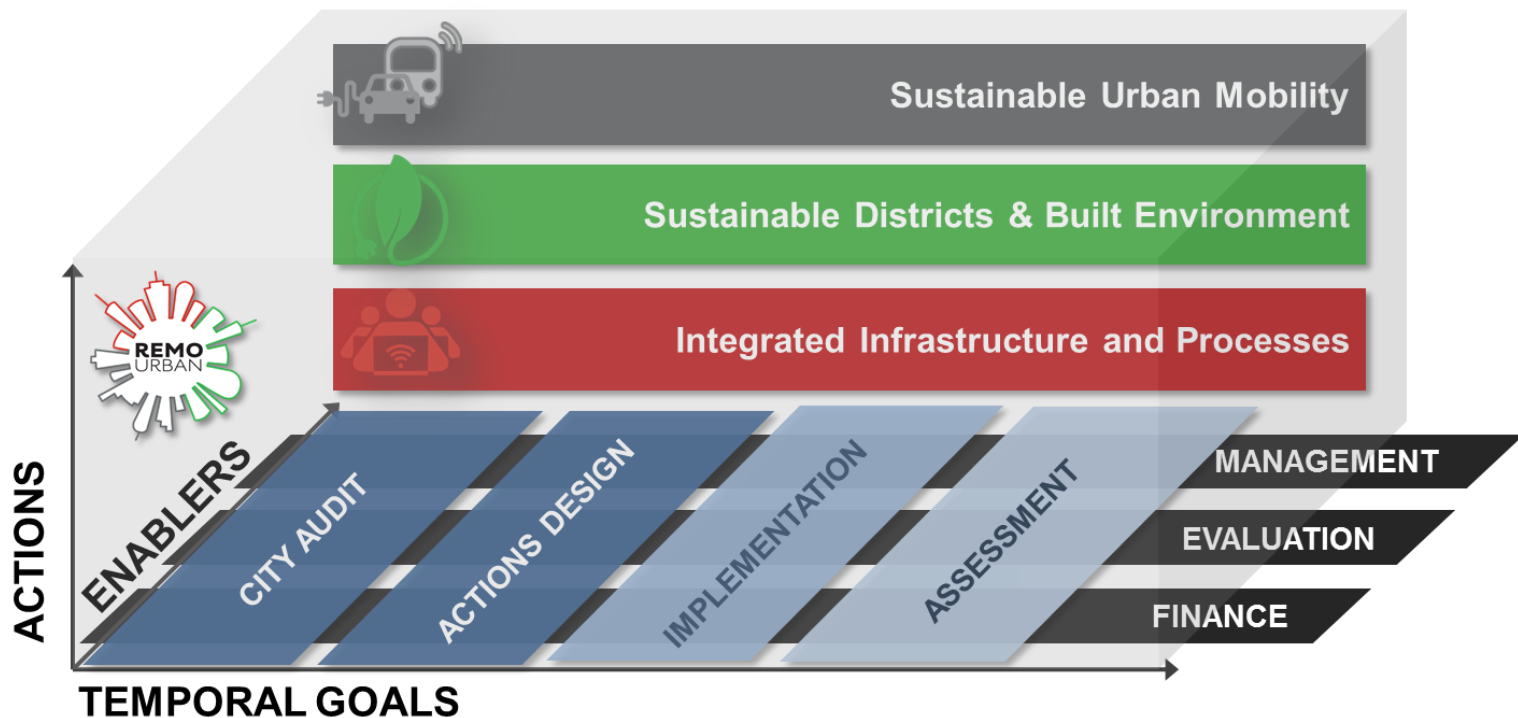 Sustainable Urban Mobility
Sustainable Districts & Built Environment
Integrated Infrastructure and Processes
REMO
URBAN
ACTIONS
ENABLERS
CITY AUDIT
ACTIONS DESIGN
IMPLEMENTATION
ASSESSMENT
MANAGEMENT
EVALUATION
FINANCE
TEMPORAL GOALS